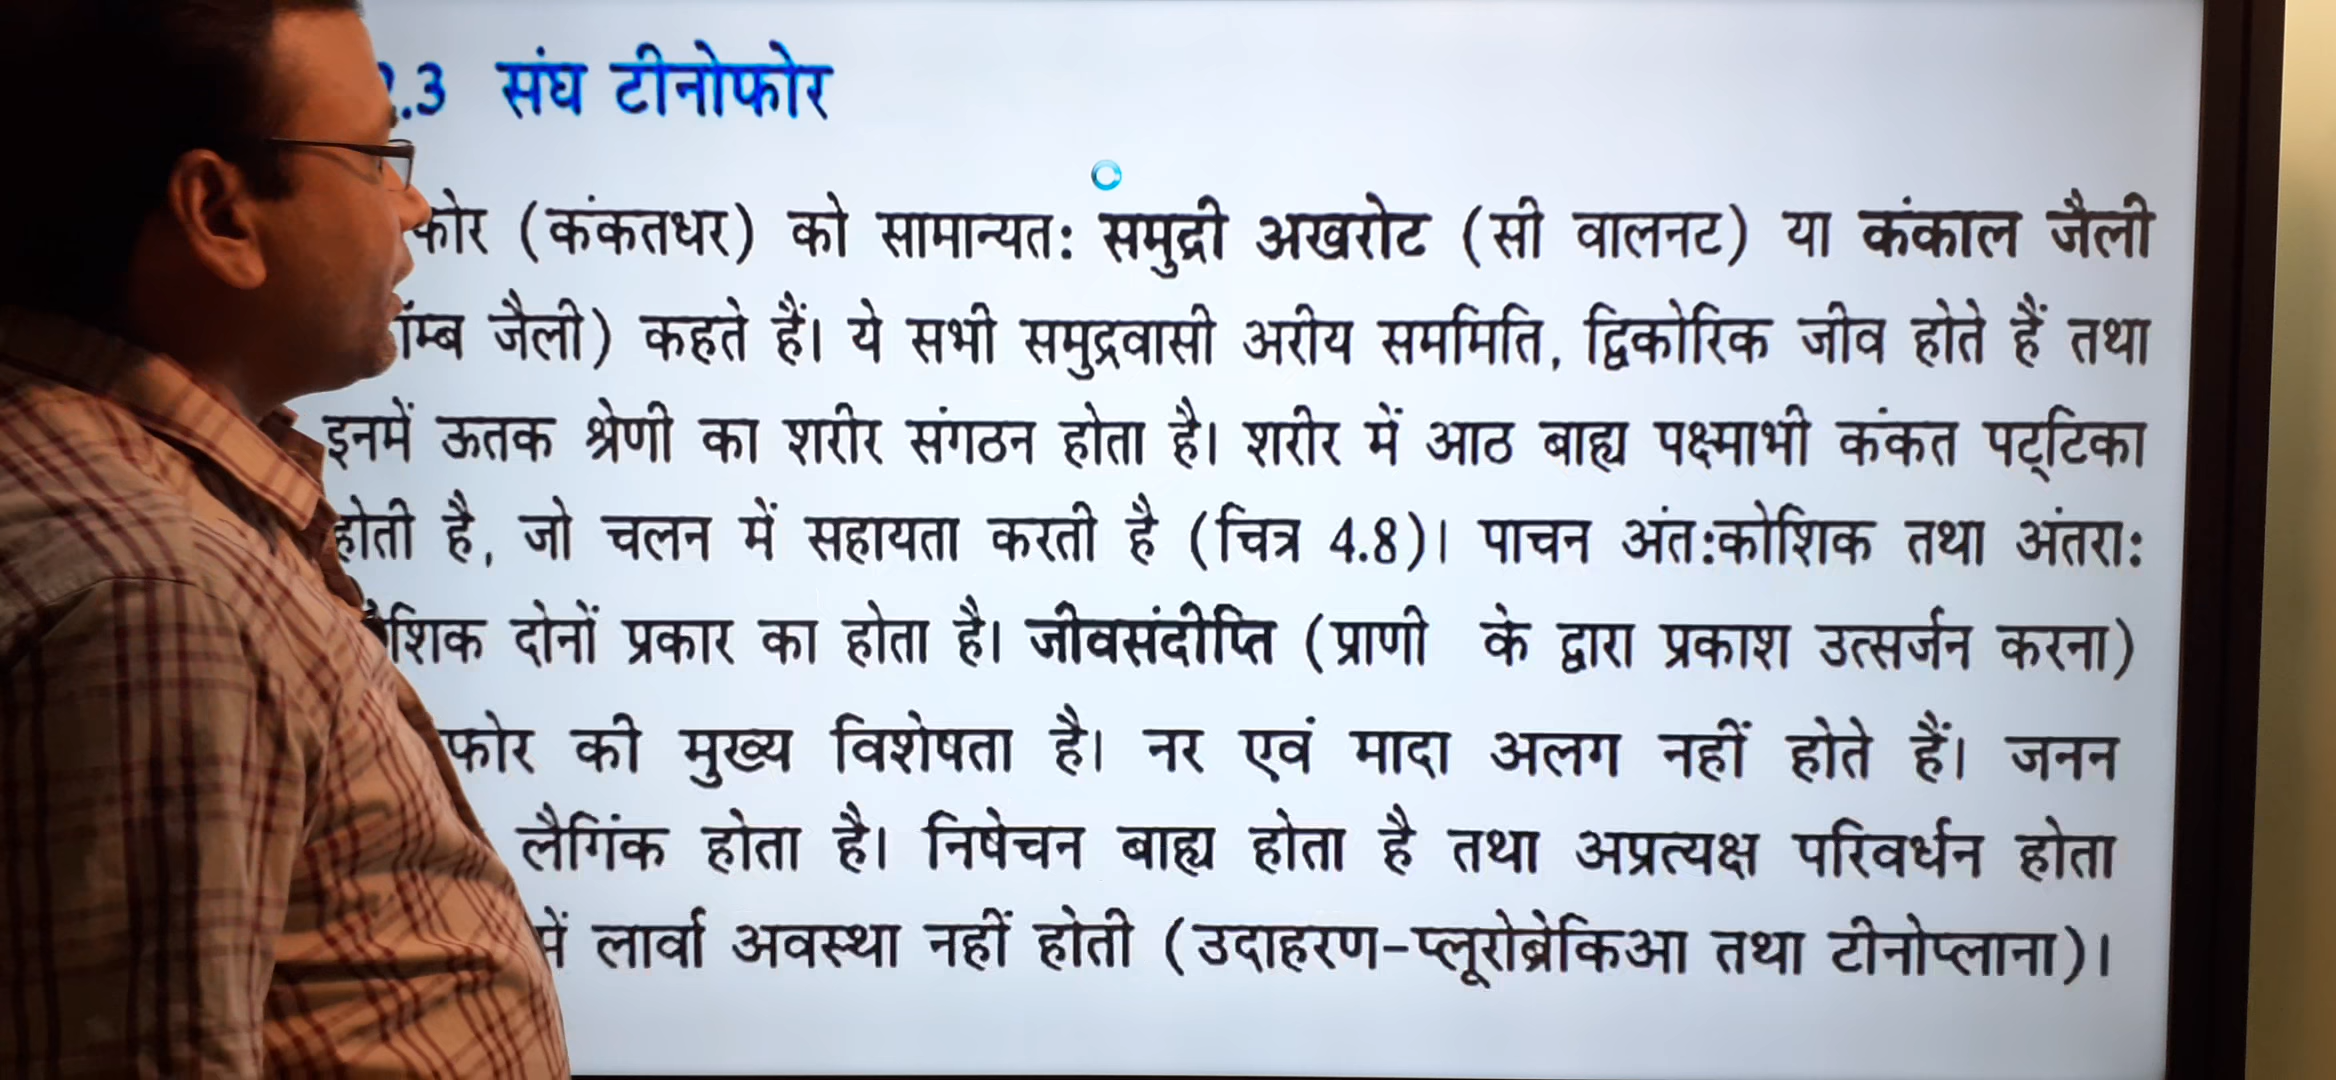 .3 संघ टीनोफोर
फोर (कंकतधर) को सामान्यत: समुद्री अखरोट (सी वालनट) या कंकाल जैली
ॉम्ब जैली) कहते हैं। ये सभी समुद्रवासी अरीय सममिति, द्विकोरिक जीव होते हैं तथा
इनमें ऊतक श्रेणी का शरीर संगठन होता है। शरीर में आठ बाह्य पक्ष्माभी कंकत पट्टिका
होती है, जो चलन में सहायता करती है (चित्र 4.8)। पाचन अंत:कोशिक तथा अंतरा:
शिक दोनों प्रकार का होता है। जीवसंदीप्ति (प्राणी के द्वारा प्रकाश उत्सर्जन करना)
फोर की मुख्य विशेषता है। नर एवं मादा अलग नहीं होते हैं। जनन
लैगिंक होता है। निषेचन बाह्य होता है तथा अप्रत्यक्ष परिवर्धन होता
में लार्वा अवस्था नहीं होती (उदाहरण-प्लूरोब्रेकिआ तथा टीनोप्लाना)।